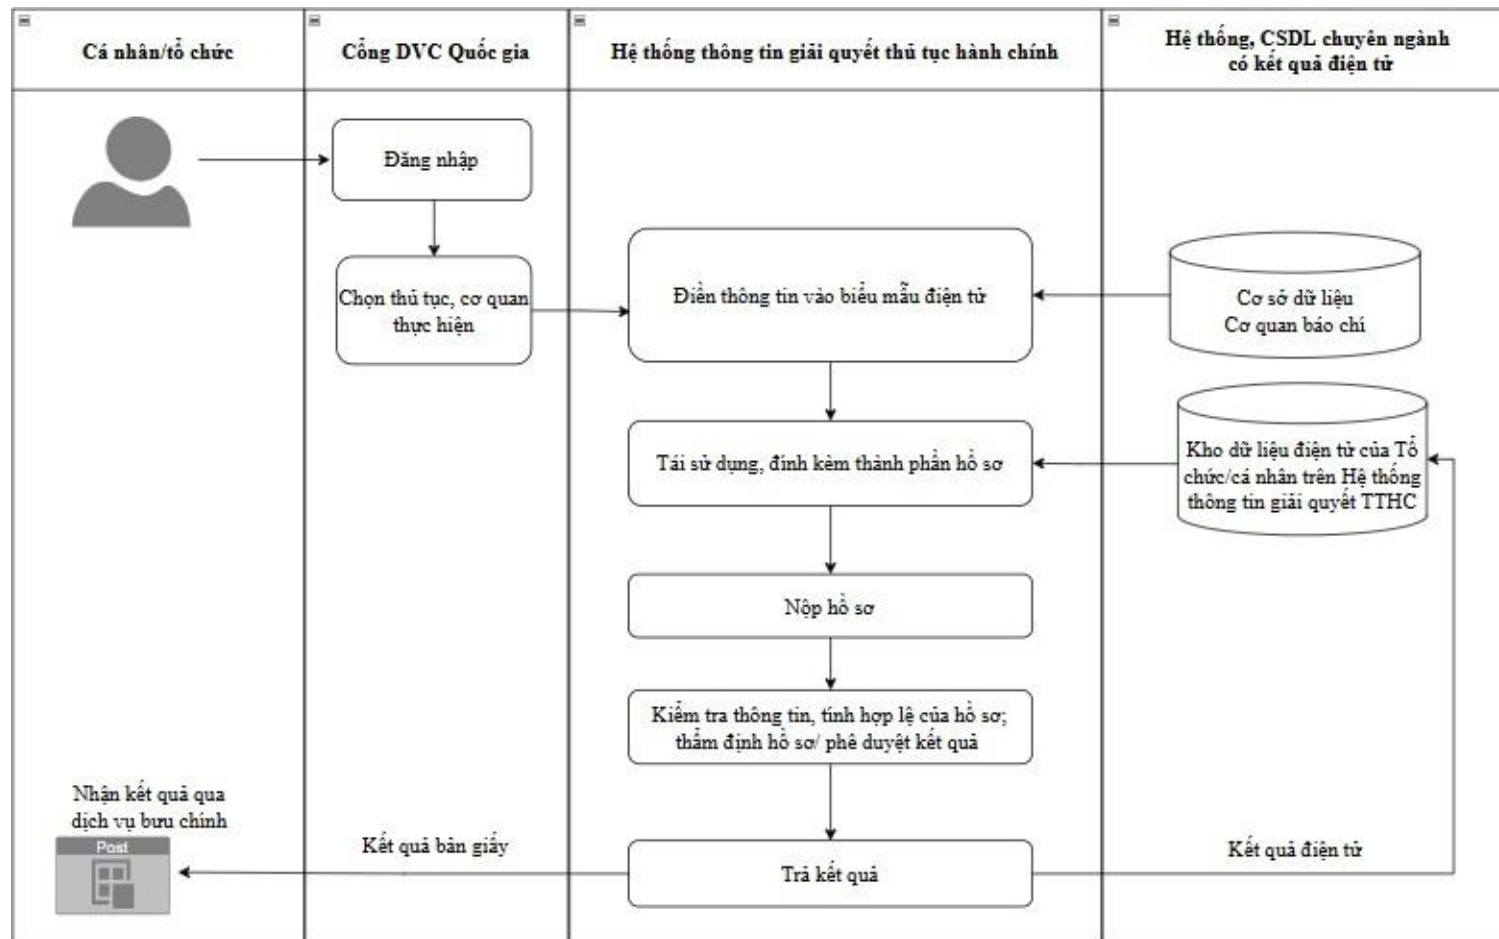 Cá nhân/tổ chức
Cổng DVC Quốc gia
Hệ thống thông tin giải quyết thủ tục hành chính
Hệ thống, CSDL chuyên ngành
có kết quả điện tử
Đăng nhập
Chọn thủ tục, cơ quan
thực hiện
Điền thông tin vào biểu mẫu điện tử
Cơ sở dữ liệu
Cơ quan báo chí
Tái sử dụng, đính kèm thành phần hồ sơ
Kho dữ liệu điện tử của Tổ
chức/cá nhân trên Hệ thống
thông tin giải quyết TTHC
Nộp hồ sơ
Kiểm tra thông tin, tính hợp lệ của hồ sơ;
thẩm định hồ sơ/ phê duyệt kết quả
Nhận kết quả qua
dịch vụ bưu chính
Post
Kết quả bản giấy
Trả kết quả
Kết quả điện tử